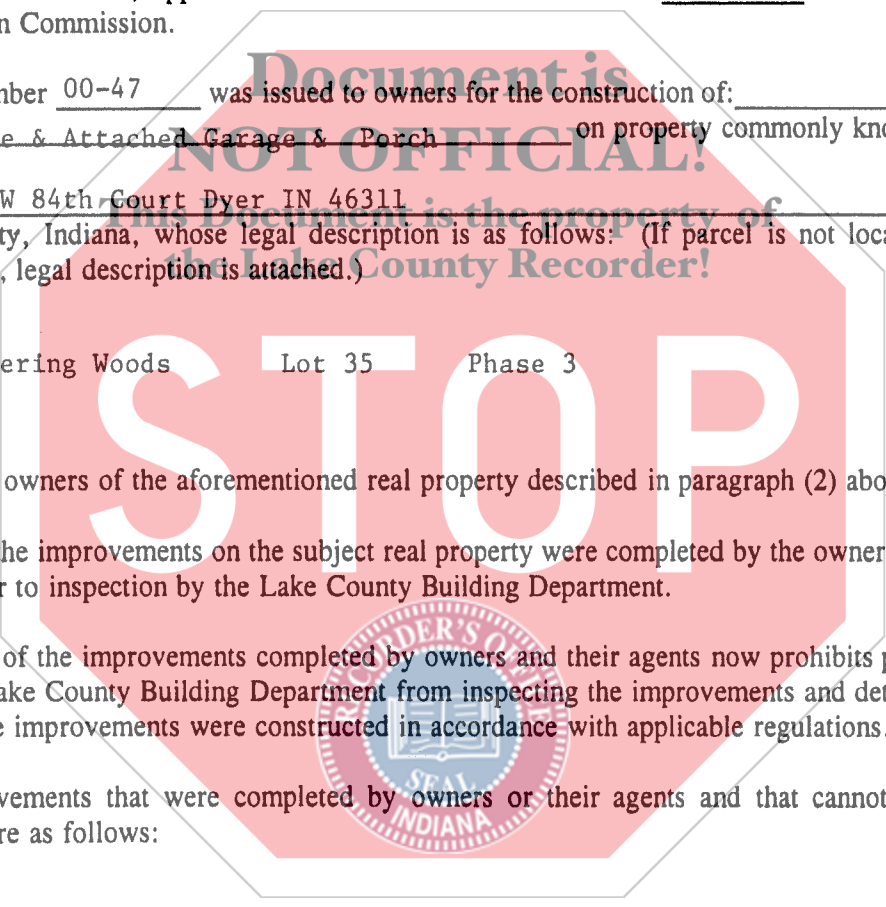 n Commission.
Document is
nber 00-47 was issued to owners for the construction of:
NOT OFFICIAL!
e & Attached Garage & Porch on property commonly kno
W 84th Court Dyer IN 46311
This Document is the property of
ty, Indiana, whose legal description is as follows: (If parcel is not loca
the Lake County Recorder!
, legal description is attached.)
ering Woods Lot 35 Phase 3
STOP
owners of the aforementioned real property described in paragraph (2) abo
he improvements on the subject real property were completed by the owner
r to inspection by the Lake County Building Department.
of the improvements completed by owners and their agents now prohibits p
ake County Building Department from inspecting the improvements and det
e improvements were constructed in accordance with applicable regulations.
RECORDER'S OFFICE
SEAL
INDIANA
vements that were completed by owners or their agents and that cannot
re as follows: